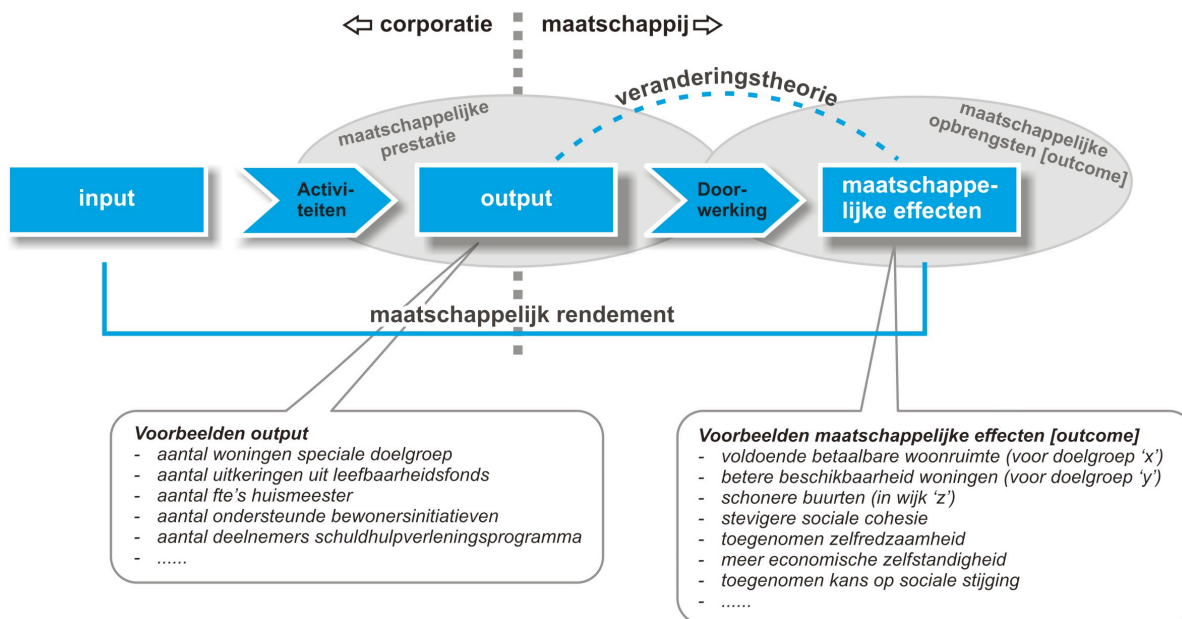 corporatie maatschappij
veranderingstheorie
maatschappelijke
prestatie
maatschappelijke
opbrengsten [outcome]
input
Activi-
teiten
output
Door-
werking
maatschappe-
lijke effecten
maatschappelijk rendement
Voorbeelden output
- aantal woningen speciale doelgroep
- aantal uitkeringen uit leefbaarheidsfonds
- aantal fte's huismeester
- aantal ondersteunde bewonersinitiatieven
- aantal deelnemers schuldhulpverleningsprogramma
- ......
Voorbeelden maatschappelijke effecten [outcome]
- voldoende betaalbare woonruimte (voor doelgroep ‘x’)
- betere beschikbaarheid woningen (voor doelgroep ‘y’)
- schonere buurten (in wijk ‘z’)
- stevigere sociale cohesie
- toegenomen zelfredzaamheid
- meer economische zelfstandigheid
- toegenomen kans op sociale stijging
- ......